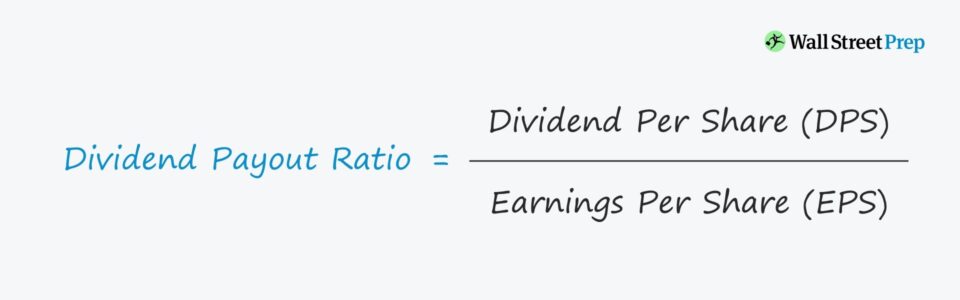 Wall Street Prep
Dividend Per Share (DPS)
Dividend Payout Ratio =
Earnings Per Share (EPS)